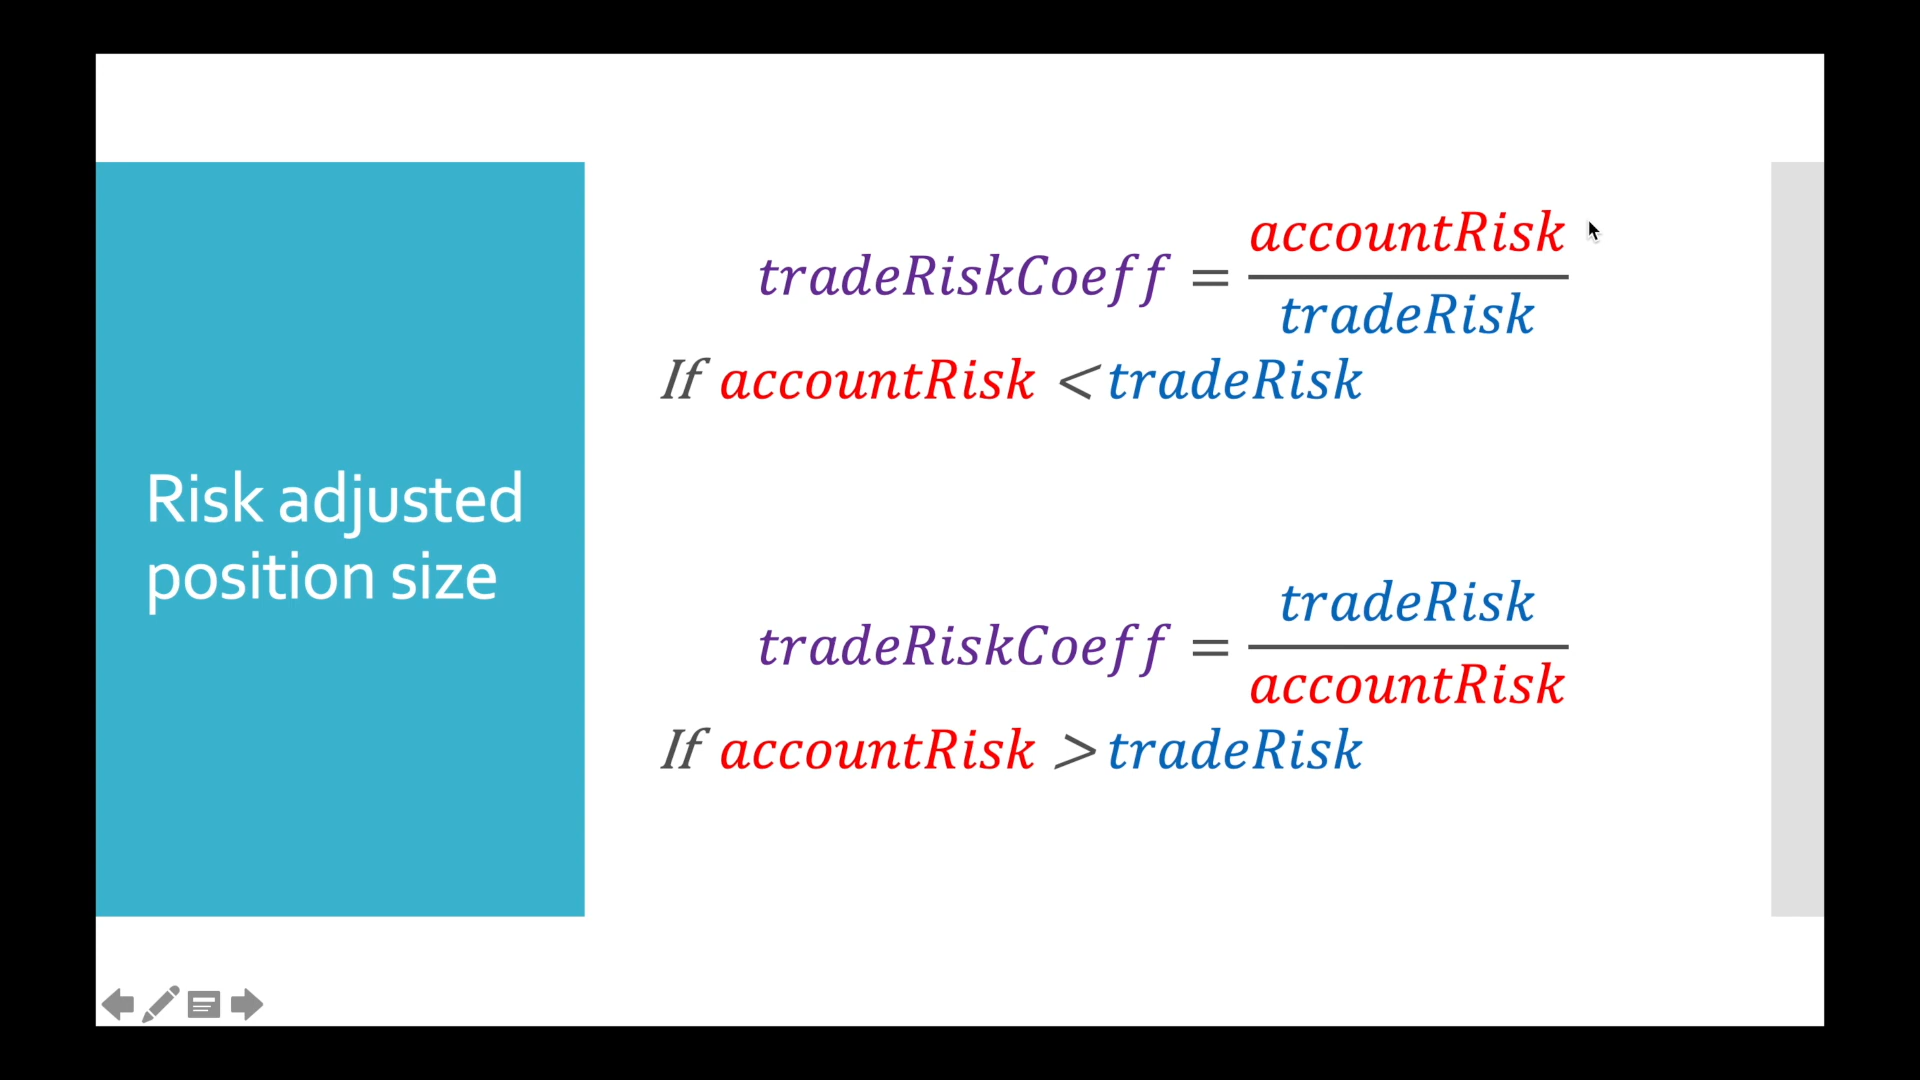 Risk adjusted
position size
tradeRiskCoeff = accountRisk / tradeRisk
If accountRisk < tradeRisk
tradeRiskCoeff = tradeRisk / accountRisk
If accountRisk > tradeRisk